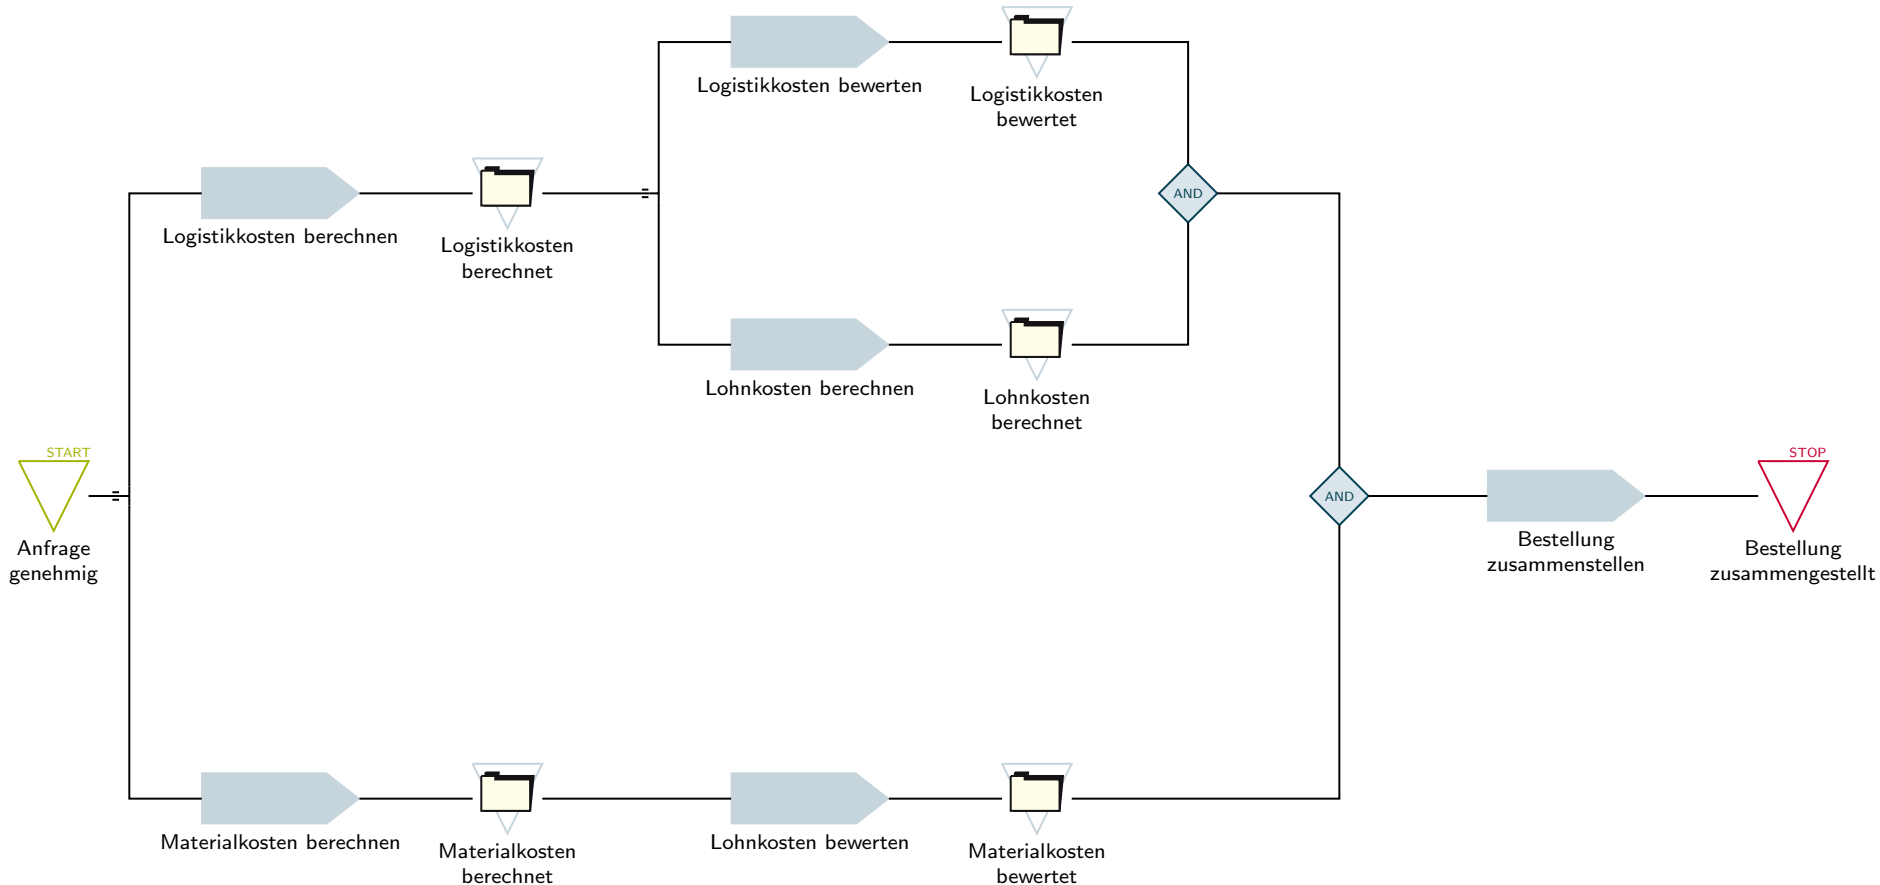 Logistikkosten bewerten
Logistikkosten
bewertet
Logistikkosten berechnen
Logistikkosten
berechnet
AND
Lohnkosten berechnen
Lohnkosten
berechnet
START
Anfrage
genehmig
AND
Bestellung
zusammenstellen
STOP
Bestellung
zusammengestellt
Materialkosten berechnen
Materialkosten
berechnet
Lohnkosten bewerten
Materialkosten
bewertet